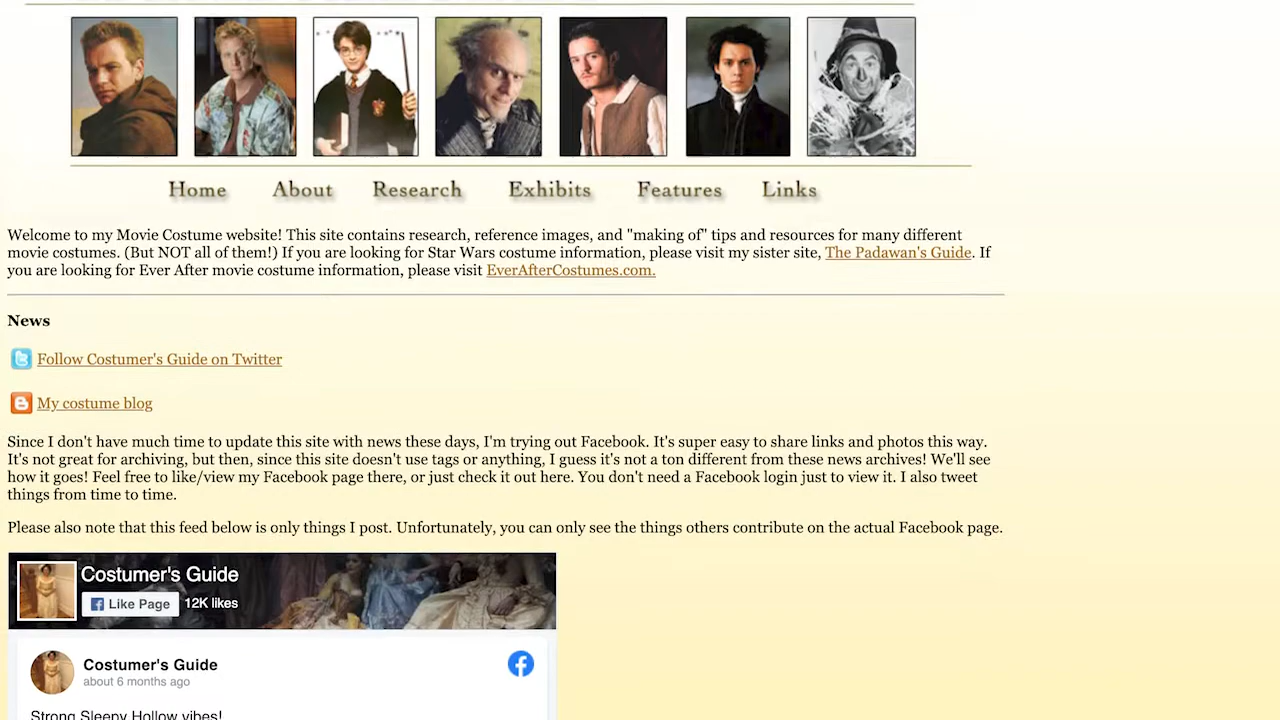 Home About Research Exhibits Features Links
Welcome to my Movie Costume website! This site contains research, reference images, and "making of" tips and resources for many different
movie costumes. (But NOT all of them!) If you are looking for Star Wars costume information, please visit my sister site, The Padawan's Guide. If
you are looking for Ever After movie costume information, please visit EverAfterCostumes.com.
News
Follow Costumer's Guide on Twitter
My costume blog
Since I don't have much time to update this site with news these days, I'm trying out Facebook. It's super easy to share links and photos this way.
It's not great for archiving, but then, since this site doesn't use tags or anything, I guess it's not a ton different from these news archives! We'll see
how it goes! Feel free to like/view my Facebook page there, or just check it out here. You don't need a Facebook login just to view it. I also tweet
things from time to time.
Please also note that this feed below is only things I post. Unfortunately, you can only see the things others contribute on the actual Facebook page.
Costumer's Guide
Like Page 12K likes
Costumer's Guide
about 6 months ago
Strong Sleepy Hollow vibes!